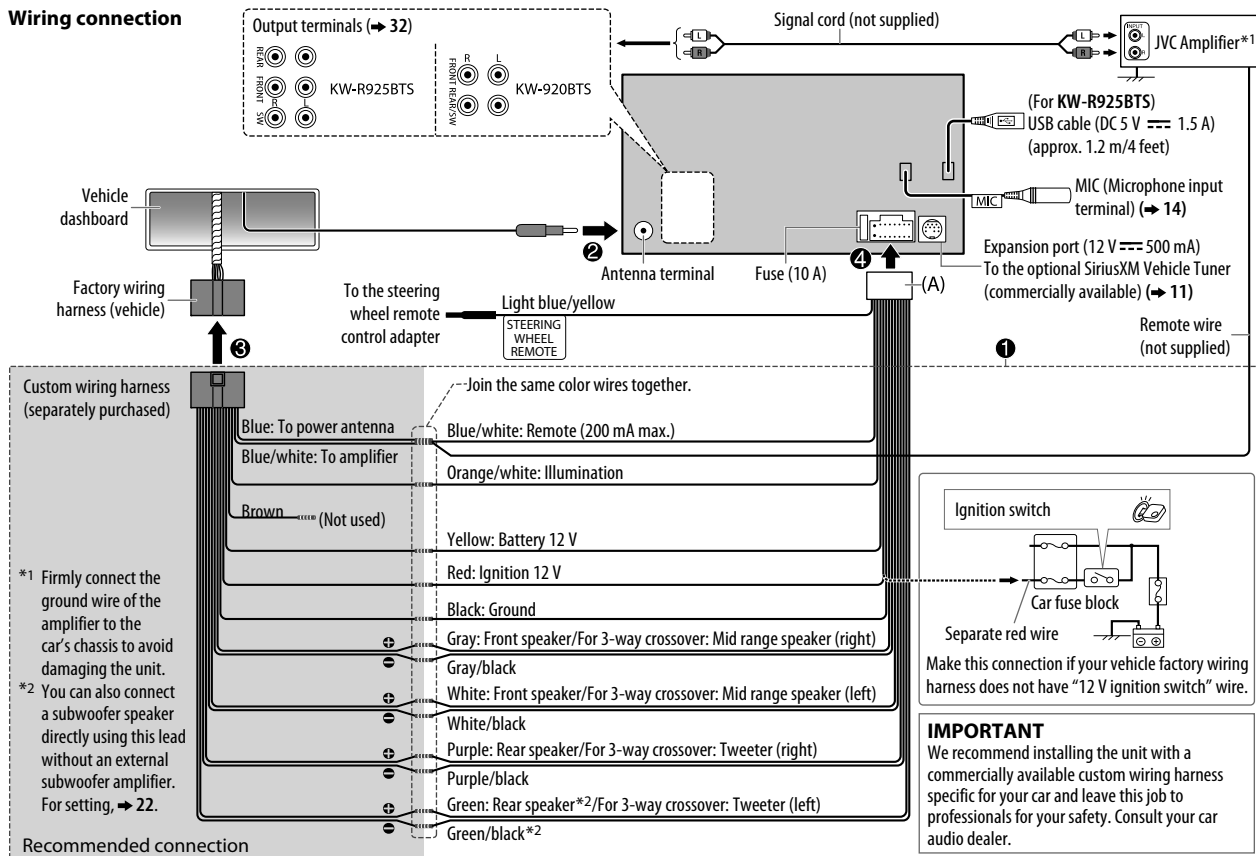 Wiring connection
Output terminals (➜ 32)
REAR
FRONT
SW
R
L
KW-R925BTS
R
L
FRONT
REAR/SW
KW-920BTS
Signal cord (not supplied)
L
R
L
R
INPUT
L
R
JVC Amplifier*1
(For KW-R925BTS)
USB cable (DC 5 V ⎓ 1.5 A)
(approx. 1.2 m/4 feet)
MIC
MIC (Microphone input
terminal) (➜ 14)
Expansion port (12 V ⎓ 500 mA)
To the optional SiriusXM Vehicle Tuner
(commercially available) (➜ 11)
Remote wire
(not supplied)
Vehicle
dashboard
❷
Antenna terminal
Fuse (10 A)
❹
(A)
Factory wiring
harness (vehicle)
To the steering
wheel remote
control adapter
Light blue/yellow
STEERING
WHEEL
REMOTE
❸
❶
Custom wiring harness
(separately purchased)
Join the same color wires together.
Blue: To power antenna
Blue/white: To amplifier
Blue/white: Remote (200 mA max.)
Orange/white: Illumination
Brown
(Not used)
Yellow: Battery 12 V
Red: Ignition 12 V
Black: Ground
Gray: Front speaker/For 3-way crossover: Mid range speaker (right)
Gray/black
White: Front speaker/For 3-way crossover: Mid range speaker (left)
White/black
Purple: Rear speaker/For 3-way crossover: Tweeter (right)
Purple/black
Green: Rear speaker*2/For 3-way crossover: Tweeter (left)
Green/black*2
*1 Firmly connect the
ground wire of the
amplifier to the
car's chassis to avoid
damaging the unit.
*2 You can also connect
a subwoofer speaker
directly using this lead
without an external
subwoofer amplifier.
For setting, ➜ 22.
Recommended connection
Ignition switch
Car fuse block
Separate red wire
Make this connection if your vehicle factory wiring
harness does not have “12 V ignition switch” wire.
IMPORTANT
We recommend installing the unit with a
commercially available custom wiring harness
specific for your car and leave this job to
professionals for your safety. Consult your car
audio dealer.